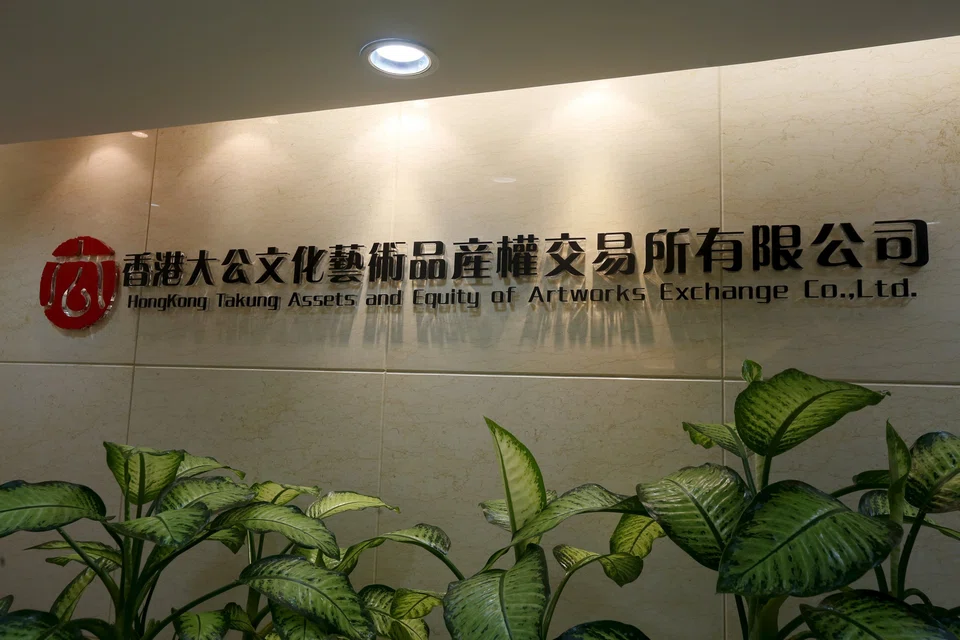 香港大公文化藝術品産權交易所有限公司
HongKong Takung Assets and Equity of Artworks Exchange Co.,Ltd.